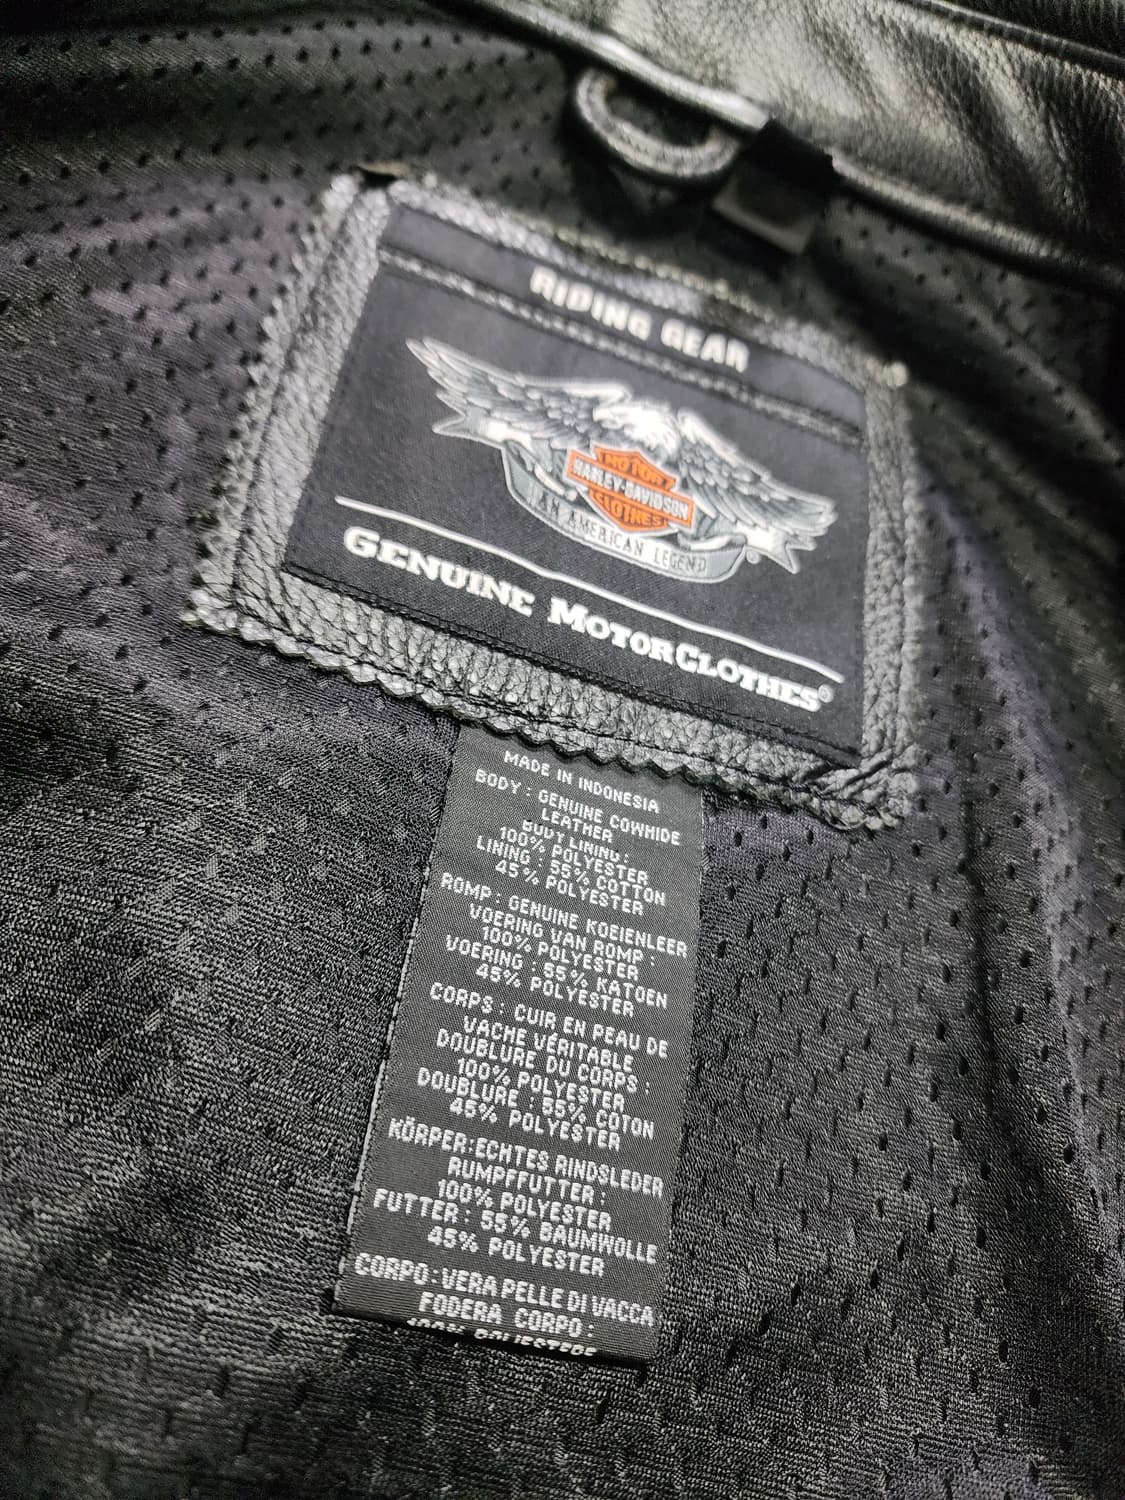 RIDING GEAR
MOTOR
HARLEY-DAVIDSON
CLOTHES
AN AMERICAN LEGEND
GENUINE MOTORCLOTHES®
MADE IN INDONESIA
BODY : GENUINE COWHIDE
LEATHER
BODY LINING :
100% POLYESTER
LINING : 55% COTTON
45% POLYESTER
ROMP : GENUINE KOEIENLEER
VOERING VAN ROMP :
100% POLYESTER
VOERING : 55% KATOEN
45% POLYESTER
CORPS : CUIR EN PEAU DE
VACHE VÉRITABLE
DOUBLURE DU CORPS :
100% POLYESTER
DOUBLURE : 55% COTON
45% POLYESTER
KÖRPER:ECHTES RINDSLEDER
RUMPFFUTTER :
100% POLYESTER
FUTTER : 55% BAUMWOLLE
45% POLYESTER
CORPO : VERA PELLE DI VACCA
FODERA CORPO :